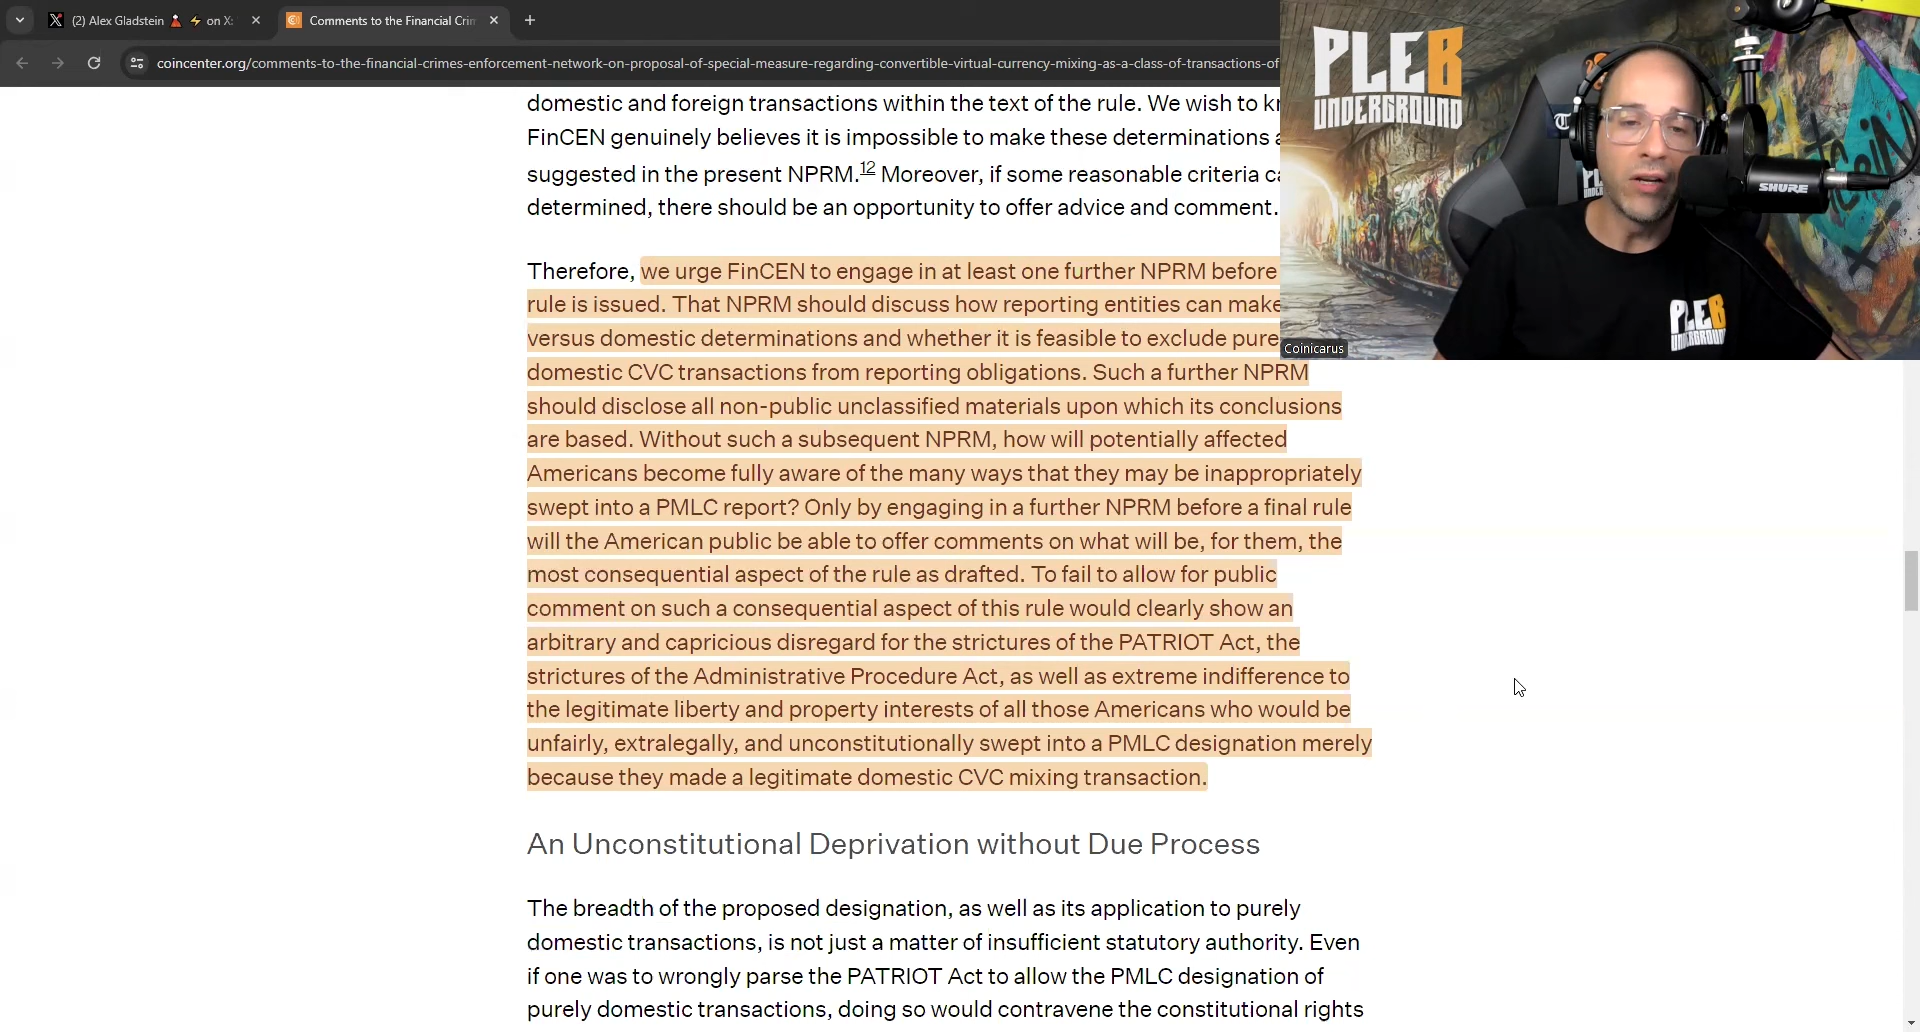 (2) Alex Gladstein on X:
Comments to the Financial Crim
coincenter.org/comments-to-the-financial-crimes-enforcement-network-on-proposal-of-special-measure-regarding-convertible-virtual-currency-mixing-as-a-class-of-transactions-of
PLEB
UNDERGROUND
SHURE
PLEB
UNDERGROUND
Coinicarus
domestic and foreign transactions within the text of the rule. We wish to kn
FinCEN genuinely believes it is impossible to make these determinations a
suggested in the present NPRM.12 Moreover, if some reasonable criteria ca
determined, there should be an opportunity to offer advice and comment.
Therefore, we urge FinCEN to engage in at least one further NPRM before
rule is issued. That NPRM should discuss how reporting entities can make
versus domestic determinations and whether it is feasible to exclude pure
domestic CVC transactions from reporting obligations. Such a further NPRM
should disclose all non-public unclassified materials upon which its conclusions
are based. Without such a subsequent NPRM, how will potentially affected
Americans become fully aware of the many ways that they may be inappropriately
swept into a PMLC report? Only by engaging in a further NPRM before a final rule
will the American public be able to offer comments on what will be, for them, the
most consequential aspect of the rule as drafted. To fail to allow for public
comment on such a consequential aspect of this rule would clearly show an
arbitrary and capricious disregard for the strictures of the PATRIOT Act, the
strictures of the Administrative Procedure Act, as well as extreme indifference to
the legitimate liberty and property interests of all those Americans who would be
unfairly, extralegally, and unconstitutionally swept into a PMLC designation merely
because they made a legitimate domestic CVC mixing transaction.
An Unconstitutional Deprivation without Due Process
The breadth of the proposed designation, as well as its application to purely
domestic transactions, is not just a matter of insufficient statutory authority. Even
if one was to wrongly parse the PATRIOT Act to allow the PMLC designation of
purely domestic transactions, doing so would contravene the constitutional rights